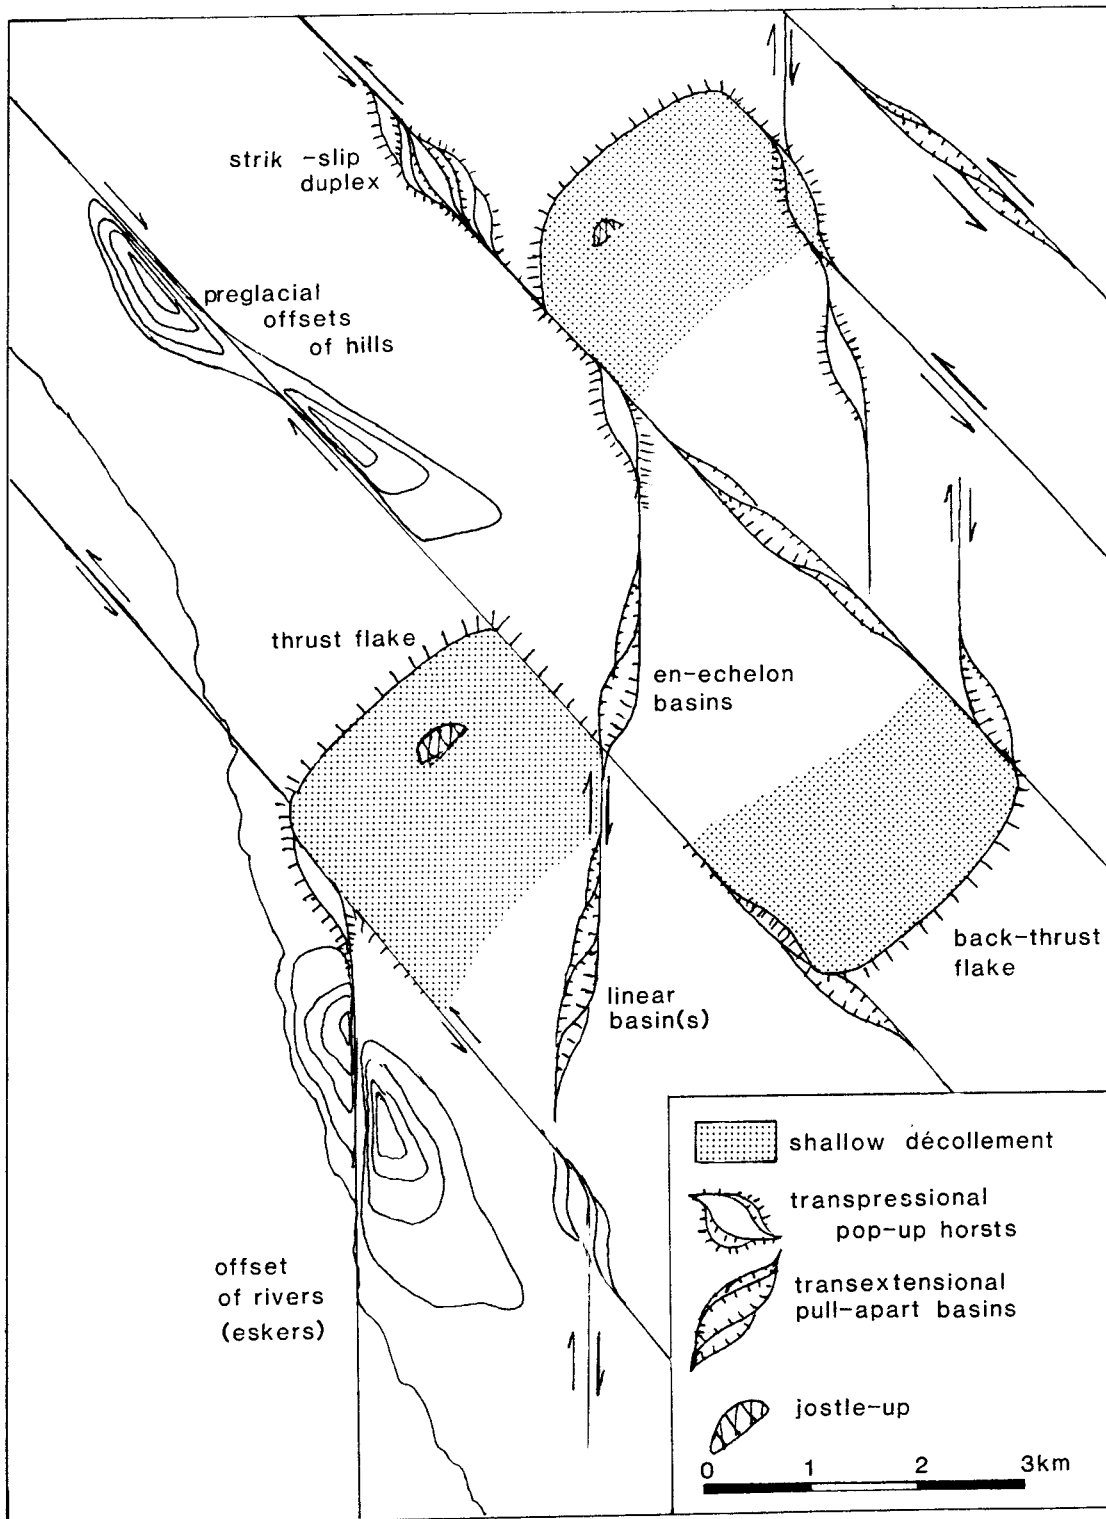 strik -slip
duplex
preglacial
offsets
of hills
thrust flake
en-echelon
basins
back-thrust
flake
linear
basin(s)
offset
of rivers
(eskers)
shallow décollement
transpressional
pop-up horsts
transextensional
pull-apart basins
jostle-up
0 1 2 3km